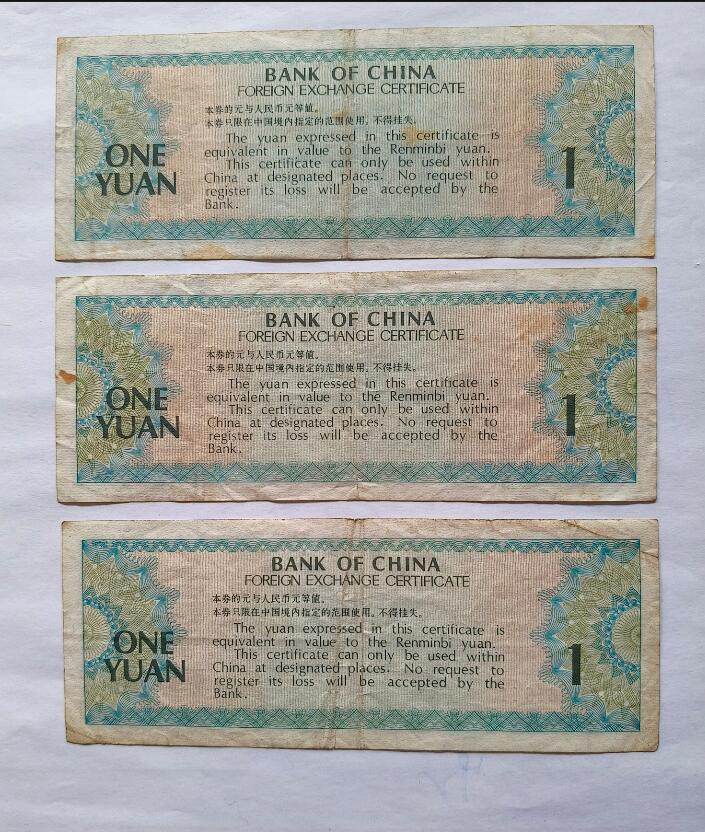 BANK OF CHINA
FOREIGN EXCHANGE CERTIFICATE
本券的元与人民币元等值。
本券只限在中国境内指定的范围使用，不得挂失。
The yuan expressed in this certificate is
equivalent in value to the Renminbi yuan.
This certificate can only be used within
China at designated places. No request to
register its loss will be accepted by the
Bank.
ONE
YUAN
1
BANK OF CHINA
FOREIGN EXCHANGE CERTIFICATE
本券的元与人民币元等值。
本券只限在中国境内指定的范围使用，不得挂失。
The yuan expressed in this certificate is
equivalent in value to the Renminbi yuan.
This certificate can only be used within
China at designated places. No request to
register its loss will be accepted by the
Bank.
ONE
YUAN
1
BANK OF CHINA
FOREIGN EXCHANGE CERTIFICATE
本券的元与人民币元等值。
本券只限在中国境内指定的范围使用，不得挂失。
The yuan expressed in this certificate is
equivalent in value to the Renminbi yuan.
This certificate can only be used within
China at designated places. No request to
register its loss will be accepted by the
Bank.
ONE
YUAN
1